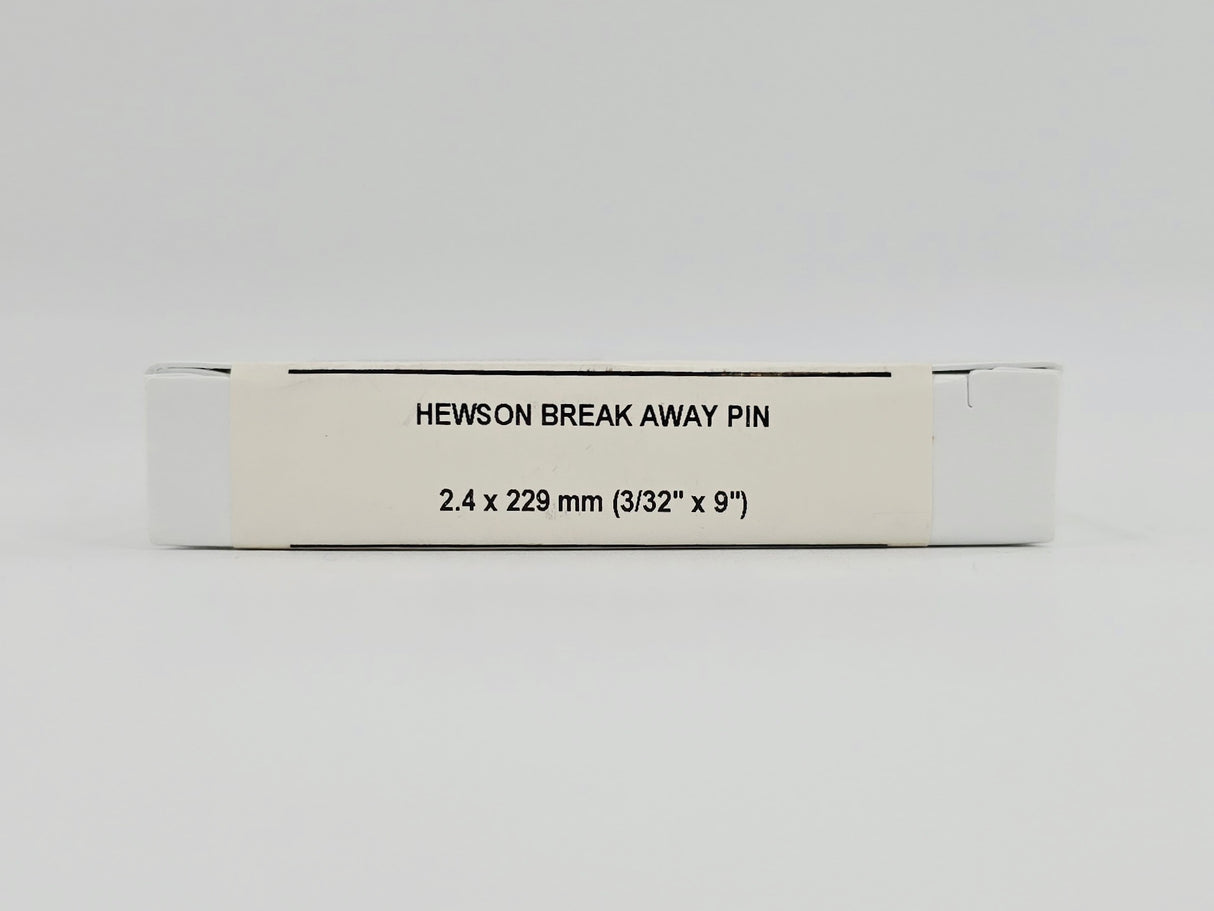 HEWSON BREAK AWAY PIN
2.4 x 229 mm (3/32" x 9")